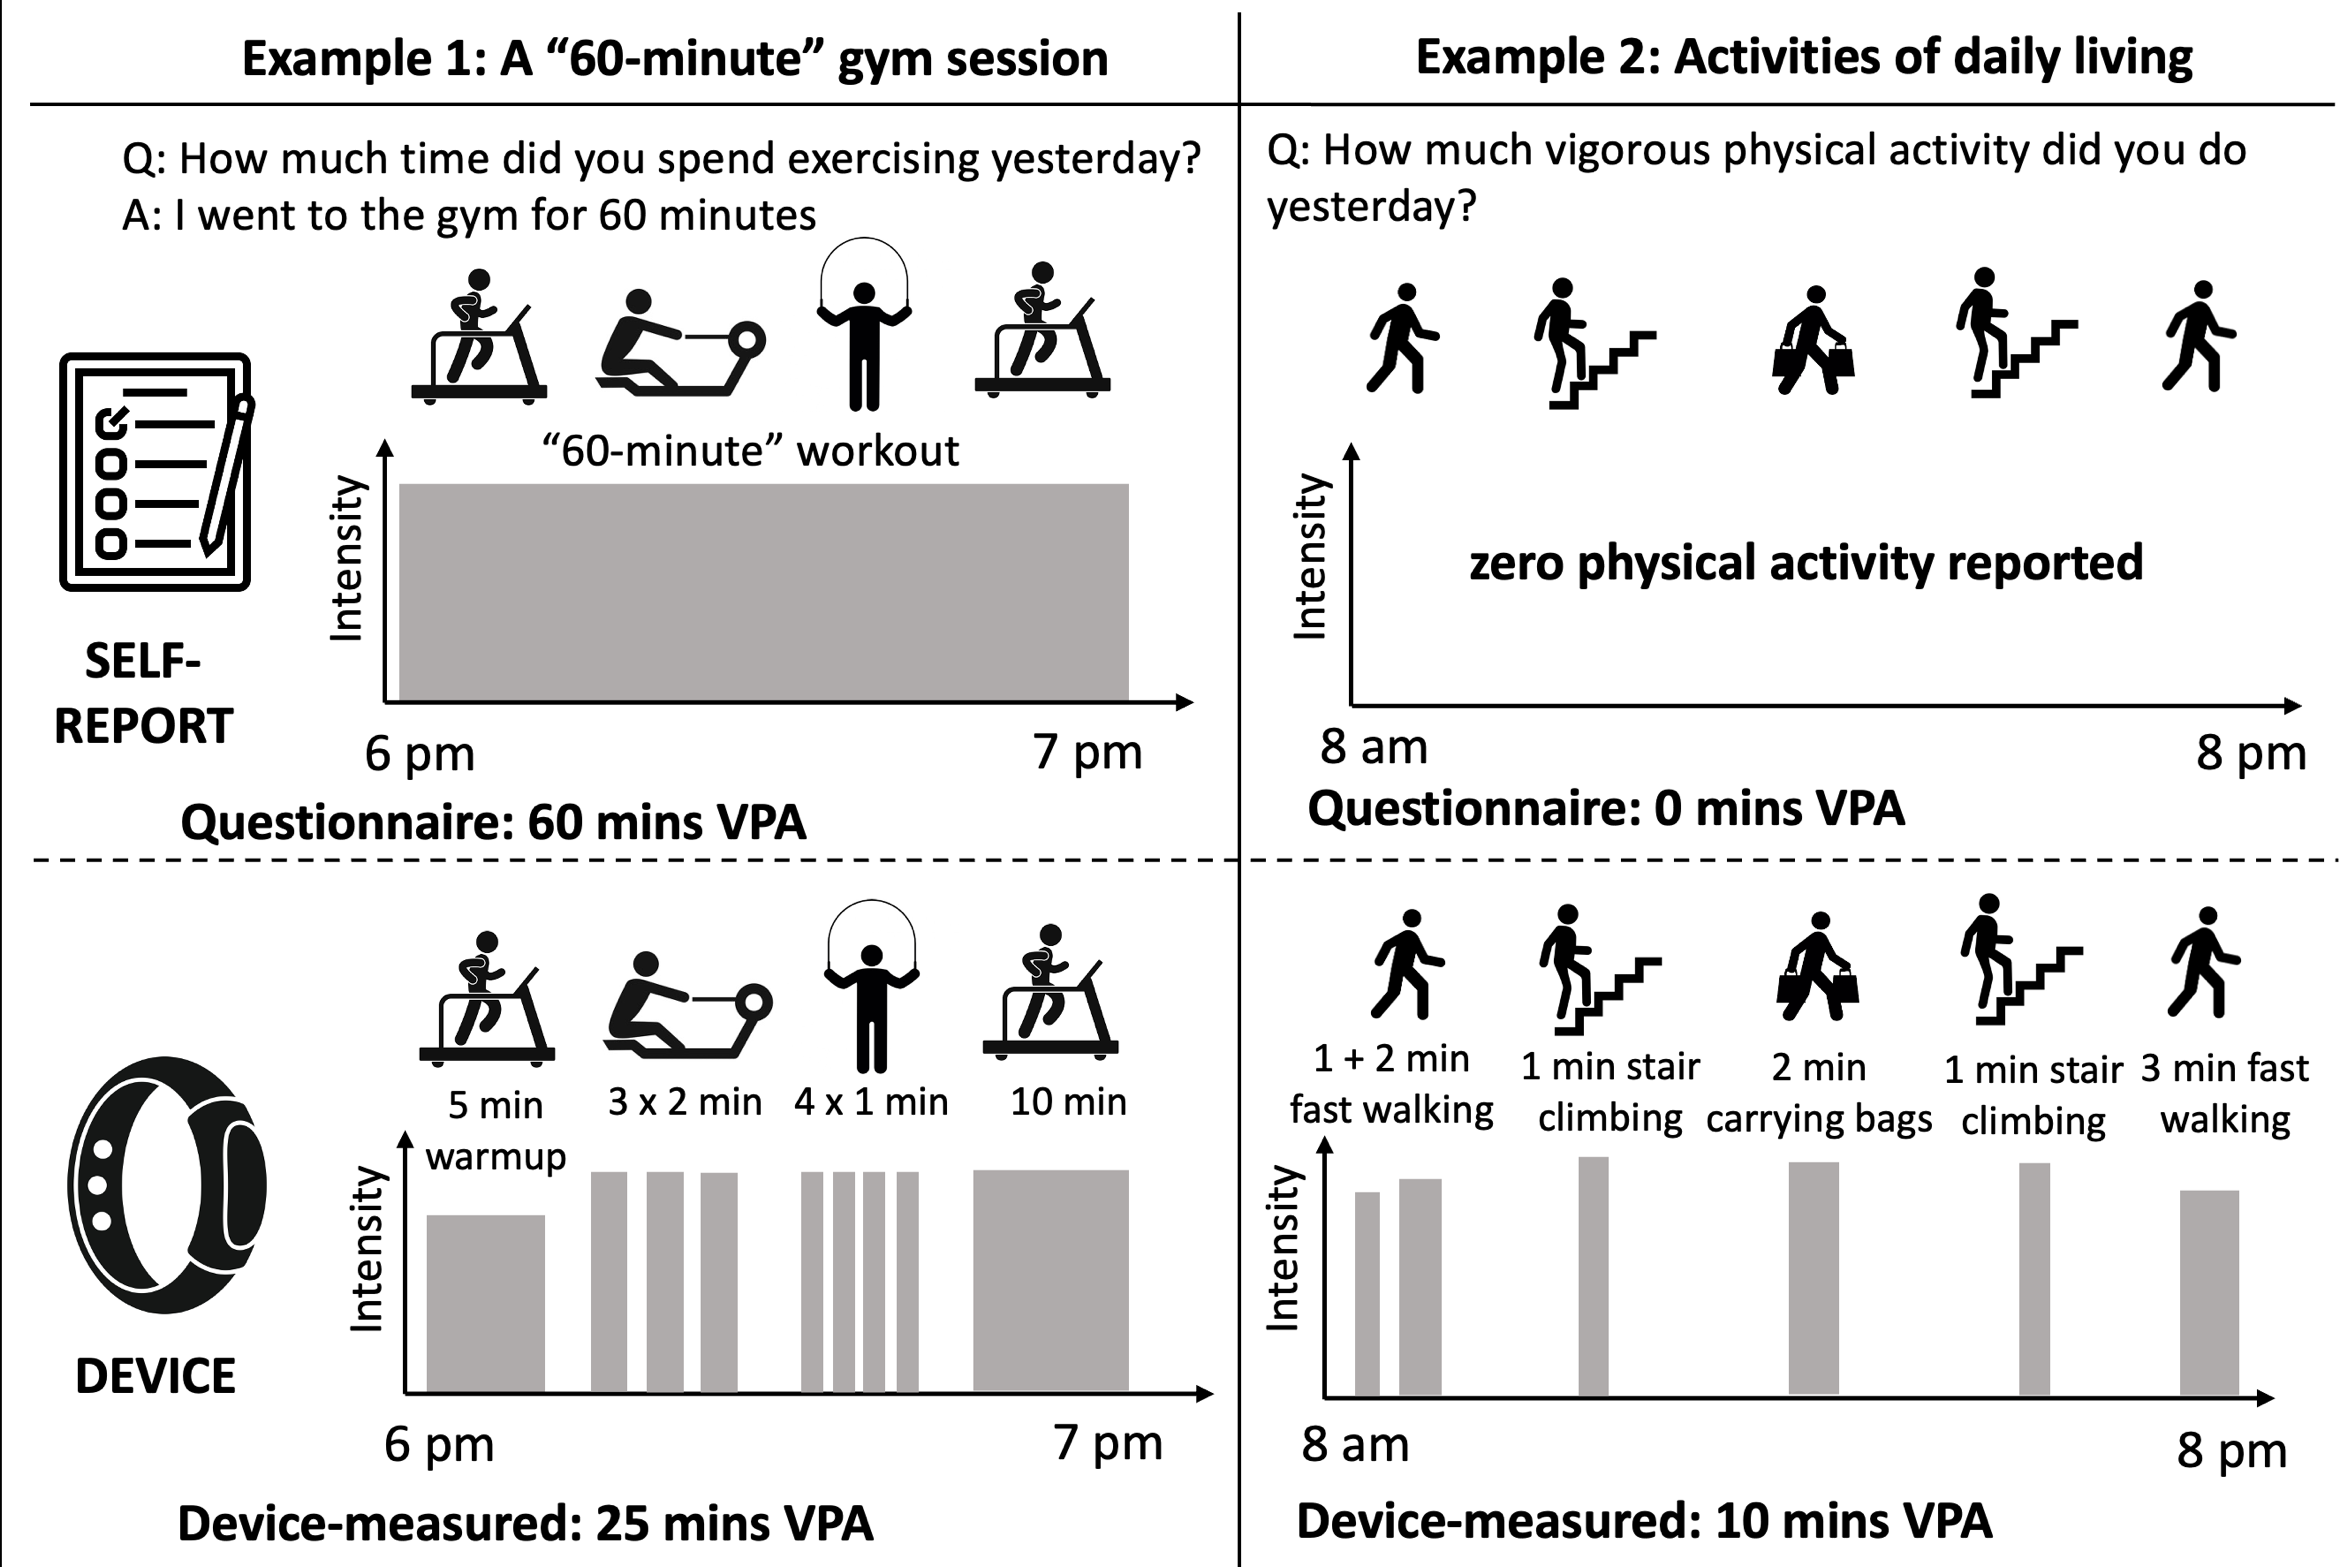 Example 1: A “60-minute” gym session
Q: How much time did you spend exercising yesterday?
A: I went to the gym for 60 minutes
“60-minute” workout
Intensity
SELF-
REPORT
6 pm
7 pm
Questionnaire: 60 mins VPA
Example 2: Activities of daily living
Q: How much vigorous physical activity did you do
yesterday?
Intensity
zero physical activity reported
8 am
8 pm
Questionnaire: 0 mins VPA
5 min
warmup
3 x 2 min
4 x 1 min
10 min
Intensity
DEVICE
6 pm
7 pm
Device-measured: 25 mins VPA
1 + 2 min
fast walking
1 min stair
climbing
2 min
carrying bags
1 min stair
climbing
3 min fast
walking
Intensity
8 am
8 pm
Device-measured: 10 mins VPA